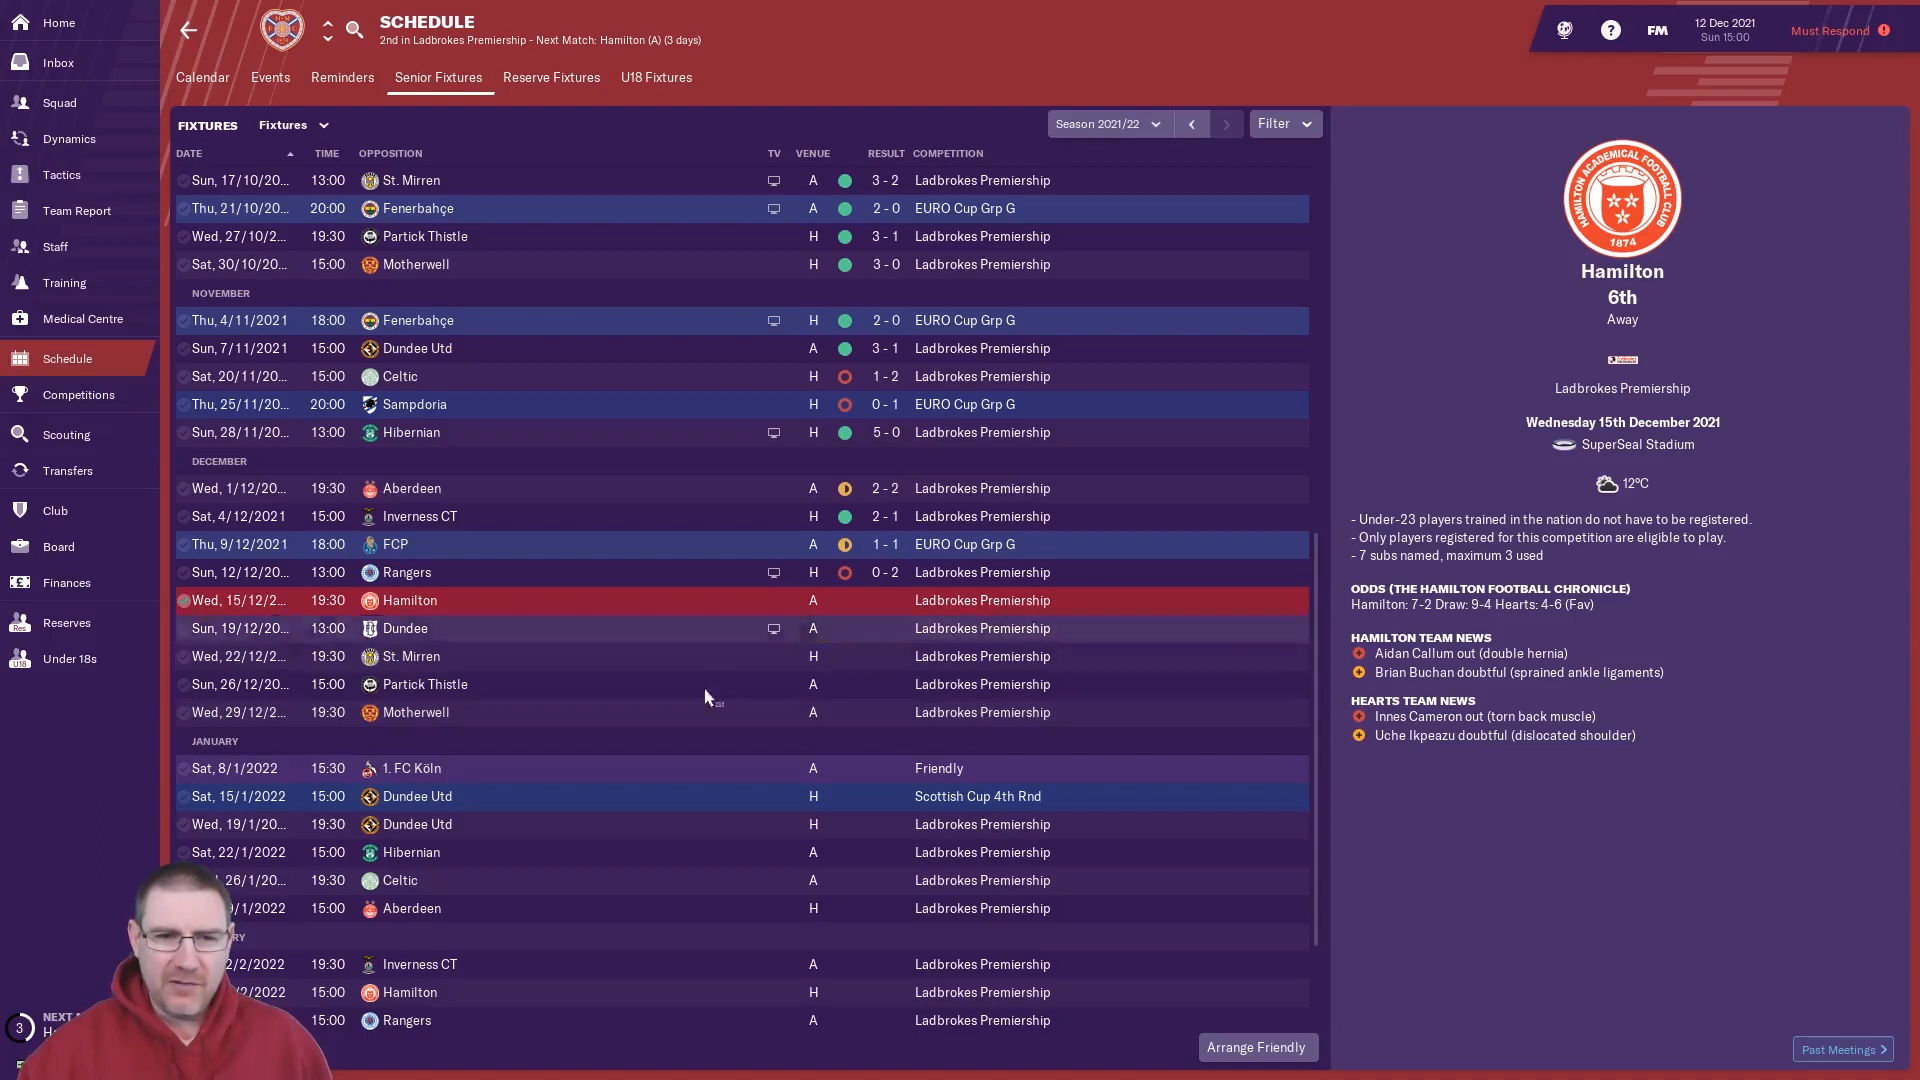 Home
Inbox
Squad
Dynamics
Tactics
Team Report
Staff
Training
Medical Centre
Schedule
Competitions
Scouting
Transfers
Club
Board
Finances
Reserves
Under 18s
SCHEDULE
2nd in Ladbrokes Premiership - Next Match: Hamilton (A) (3 days)
FM
12 Dec 2021
Sun 15:00
Must Respond
Calendar Events Reminders Senior Fixtures Reserve Fixtures U18 Fixtures
FIXTURES Fixtures Season 2021/22 Filter
DATE TIME OPPOSITION TV VENUE RESULT COMPETITION
Sun, 17/10/20... 13:00 St. Mirren A 3 - 2 Ladbrokes Premiership
Thu, 21/10/20... 20:00 Fenerbahçe A 2 - 0 EURO Cup Grp G
Wed, 27/10/2... 19:30 Partick Thistle H 3 - 1 Ladbrokes Premiership
Sat, 30/10/20... 15:00 Motherwell H 3 - 0 Ladbrokes Premiership
NOVEMBER
Thu, 4/11/2021 18:00 Fenerbahçe H 2 - 0 EURO Cup Grp G
Sun, 7/11/2021 15:00 Dundee Utd A 3 - 1 Ladbrokes Premiership
Sat, 20/11/20... 15:00 Celtic H 1 - 2 Ladbrokes Premiership
Thu, 25/11/20... 20:00 Sampdoria H 0 - 1 EURO Cup Grp G
Sun, 28/11/20... 13:00 Hibernian H 5 - 0 Ladbrokes Premiership
DECEMBER
Wed, 1/12/20... 19:30 Aberdeen A 2 - 2 Ladbrokes Premiership
Sat, 4/12/2021 15:00 Inverness CT H 2 - 1 Ladbrokes Premiership
Thu, 9/12/2021 18:00 FCP A 1 - 1 EURO Cup Grp G
Sun, 12/12/20... 13:00 Rangers H 0 - 2 Ladbrokes Premiership
Wed, 15/12/2... 19:30 Hamilton A Ladbrokes Premiership
Sun, 19/12/20... 13:00 Dundee A Ladbrokes Premiership
Wed, 22/12/2... 19:30 St. Mirren H Ladbrokes Premiership
Sun, 26/12/20... 15:00 Partick Thistle A Ladbrokes Premiership
Wed, 29/12/2... 19:30 Motherwell A Ladbrokes Premiership
JANUARY
Sat, 8/1/2022 15:30 1. FC Köln A Friendly
Sat, 15/1/2022 15:00 Dundee Utd H Scottish Cup 4th Rnd
Wed, 19/1/20... 19:30 Dundee Utd H Ladbrokes Premiership
Sat, 22/1/2022 15:00 Hibernian A Ladbrokes Premiership
26/1/20... 19:30 Celtic A Ladbrokes Premiership
9/1/2022 15:00 Aberdeen H Ladbrokes Premiership
RY
2/2/2022 19:30 Inverness CT A Ladbrokes Premiership
/2/2022 15:00 Hamilton H Ladbrokes Premiership
15:00 Rangers A Ladbrokes Premiership
Arrange Friendly
3 NEXT
HAMILTON ACADEMICAL FOOTBALL CLUB
1874
Hamilton
6th
Away
Ladbrokes Premiership
Wednesday 15th December 2021
SuperSeal Stadium
12°C
- Under-23 players trained in the nation do not have to be registered.
- Only players registered for this competition are eligible to play.
- 7 subs named, maximum 3 used
ODDS (THE HAMILTON FOOTBALL CHRONICLE)
Hamilton: 7-2 Draw: 9-4 Hearts: 4-6 (Fav)
HAMILTON TEAM NEWS
Aidan Callum out (double hernia)
Brian Buchan doubtful (sprained ankle ligaments)
HEARTS TEAM NEWS
Innes Cameron out (torn back muscle)
Uche Ikpeazu doubtful (dislocated shoulder)
Past Meetings